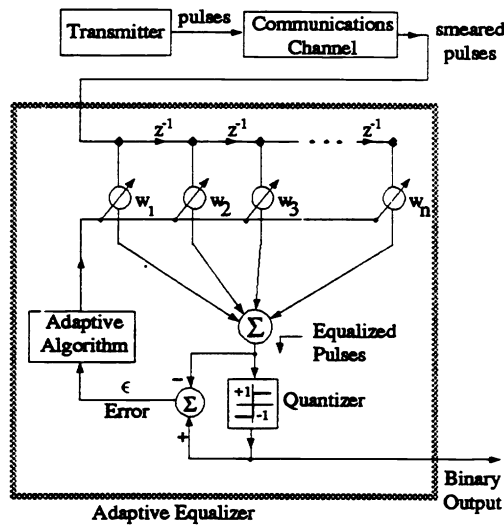 Transmitter
pulses
Communications
Channel
smeared
pulses
z⁻¹ z⁻¹ z⁻¹
w₁ w₂ w₃ wₙ
Σ
Adaptive
Algorithm
Equalized
Pulses
ϵ
Error
−
Σ
+
+1
-1
Quantizer
Binary
Output
Adaptive Equalizer